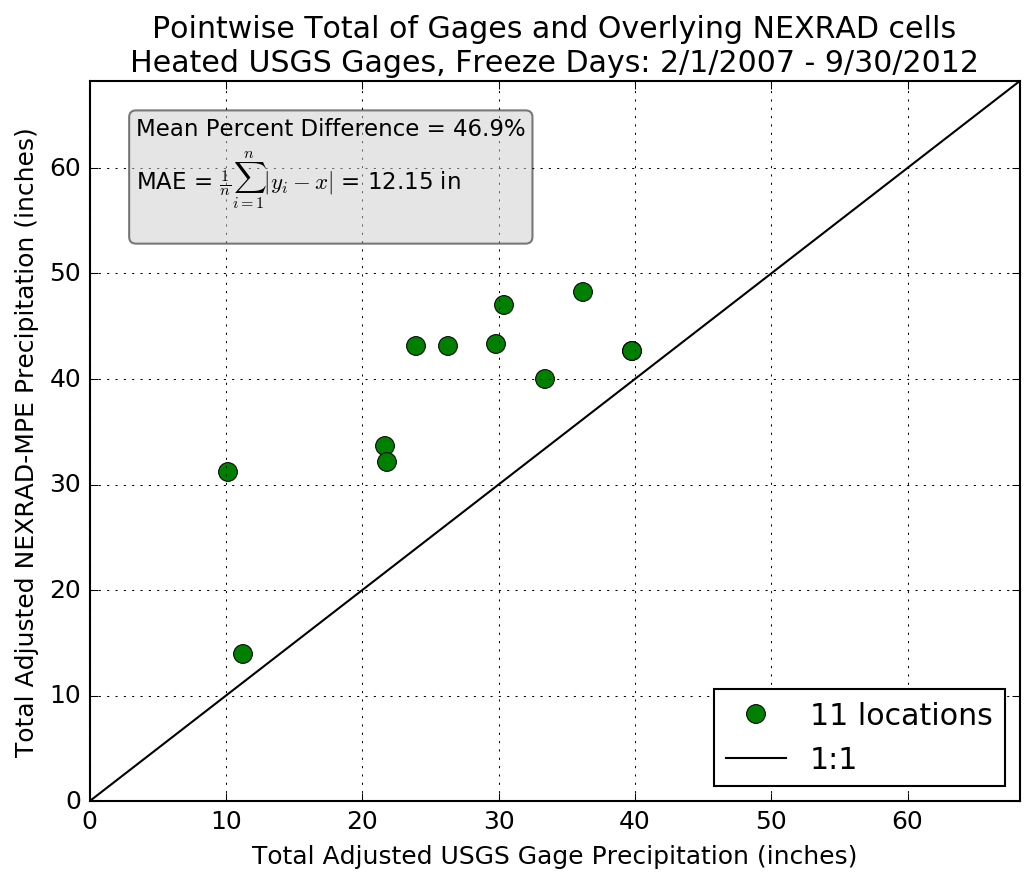 Pointwise Total of Gages and Overlying NEXRAD cells
Heated USGS Gages, Freeze Days: 2/1/2007 - 9/30/2012
Mean Percent Difference = 46.9%
MAE = $\frac{1}{n}\sum_{i=1}^{n}|y_i - x|$ = 12.15 in
Total Adjusted NEXRAD-MPE Precipitation (inches)
60
50
40
30
20
10
0
11 locations
1:1
0 10 20 30 40 50 60
Total Adjusted USGS Gage Precipitation (inches)